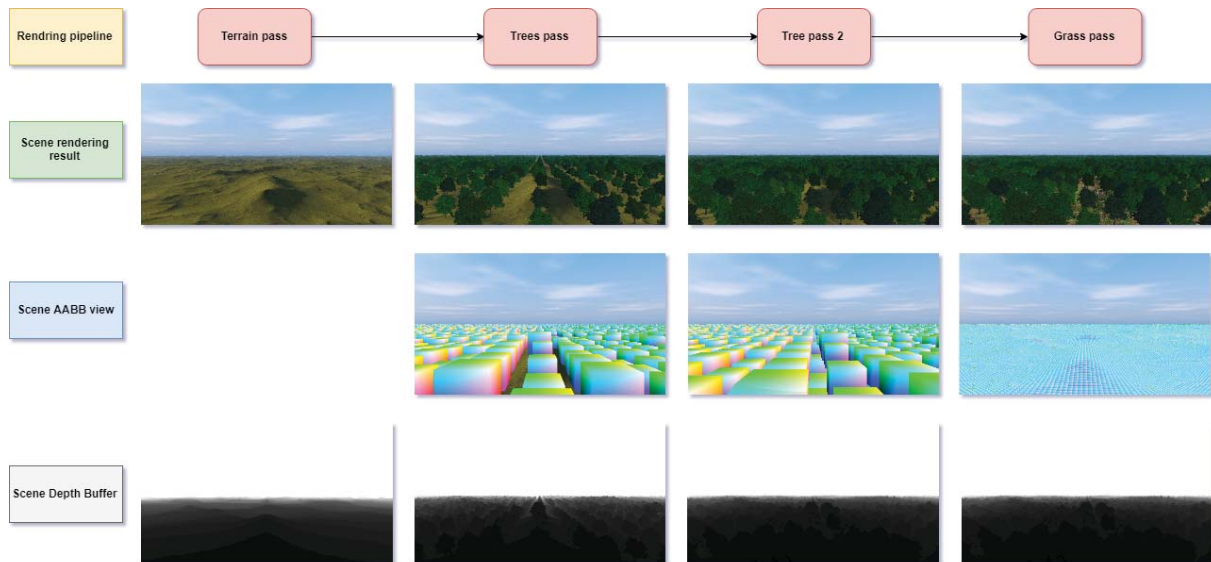 Rendring pipeline
Terrain pass
Trees pass
Tree pass 2
Grass pass
Scene rendering
result
Scene AABB view
Scene Depth Buffer